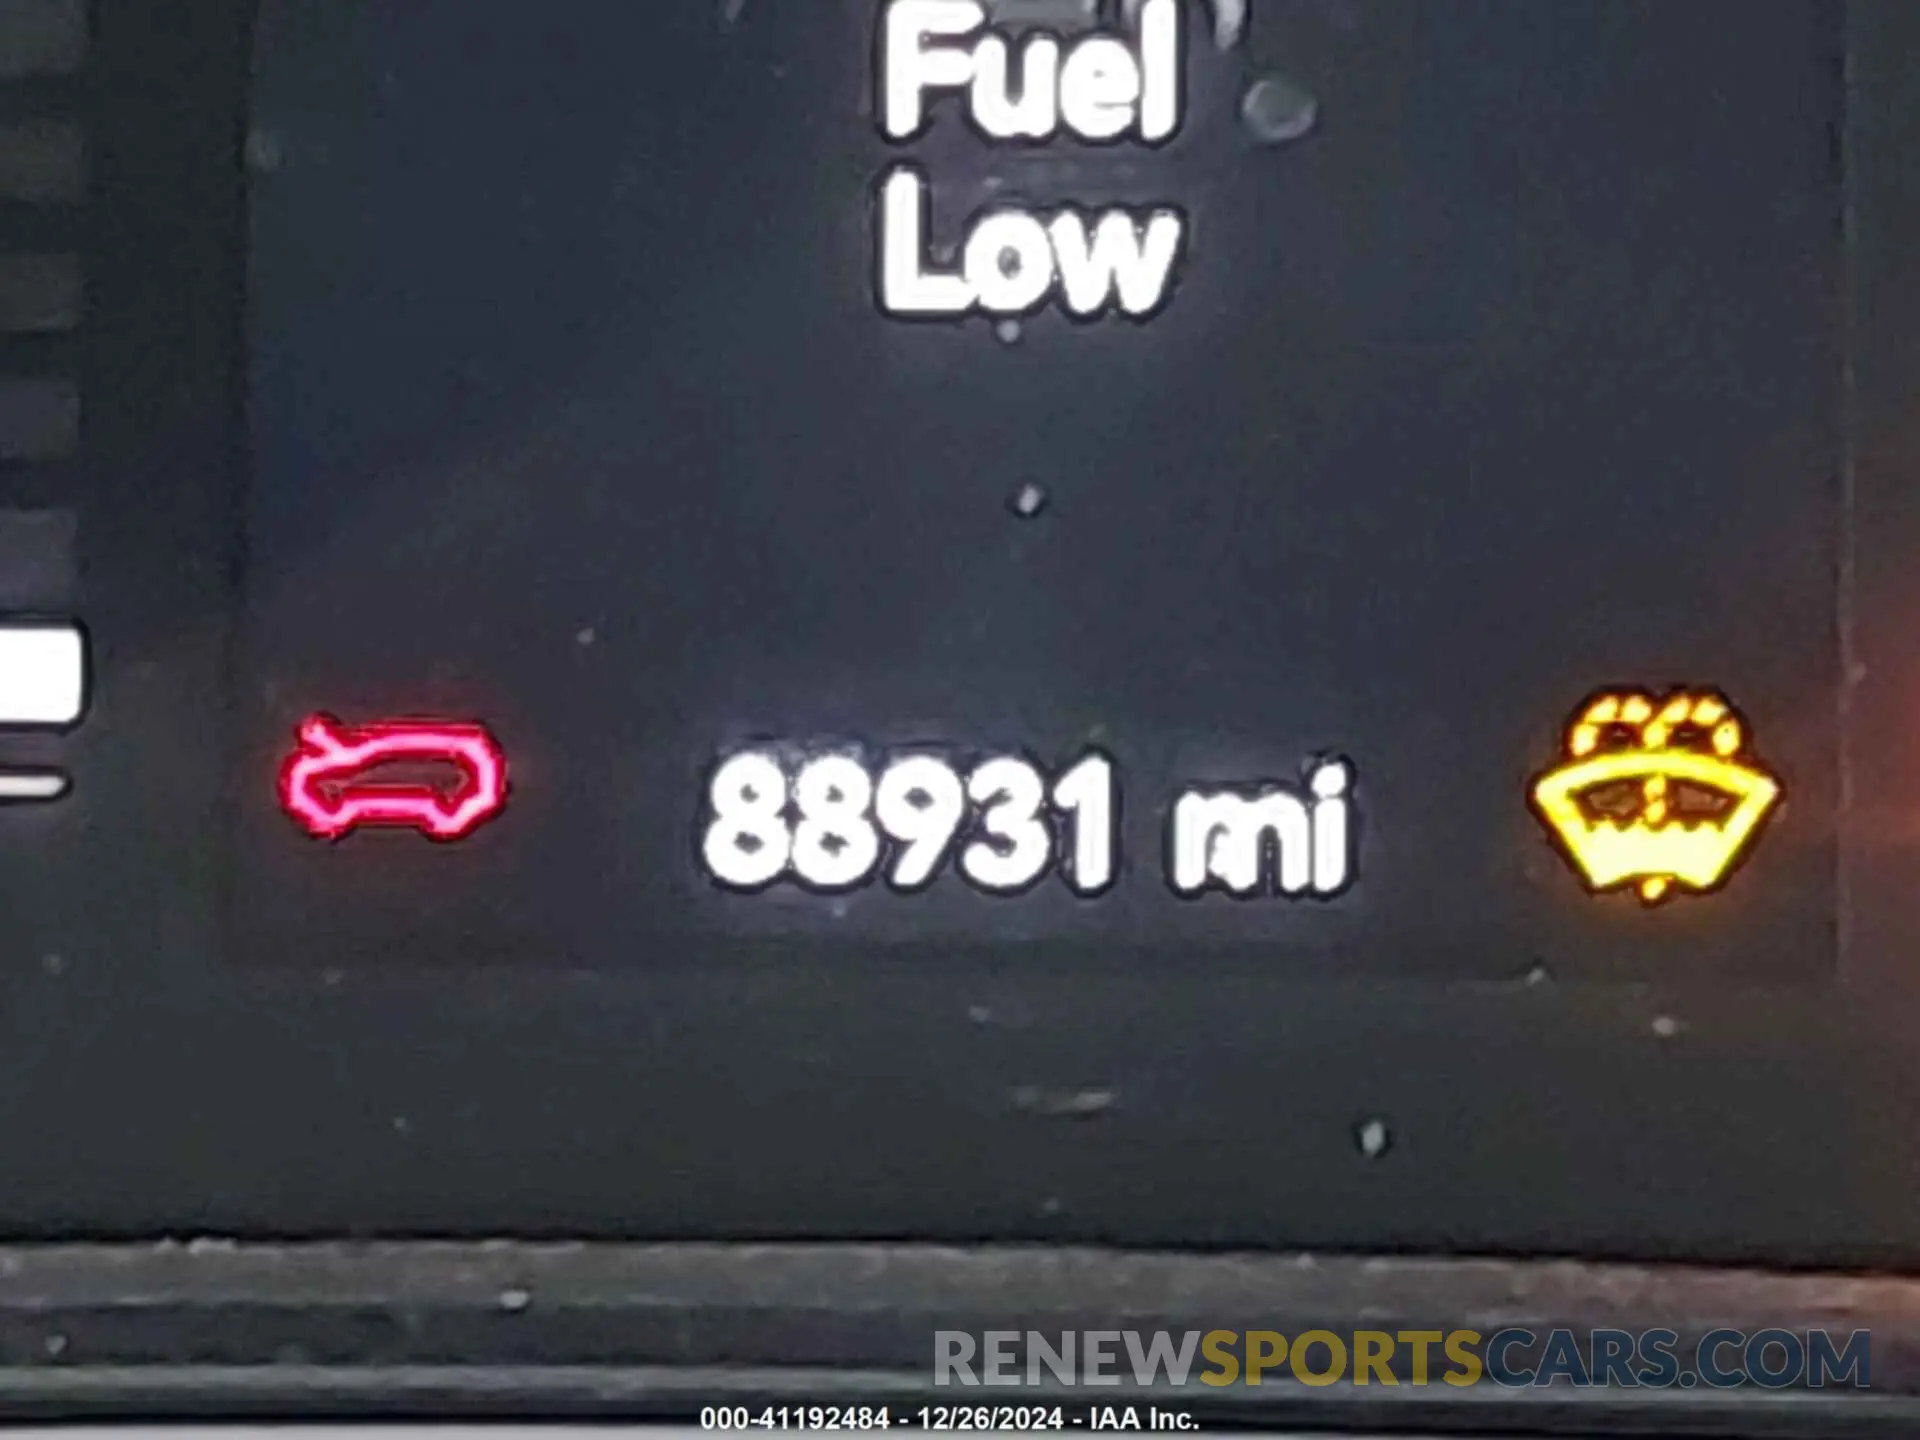 Fuel
Low
88931 mi
RENEWSPORTSCARS.COM
000-41192484 - 12/26/2024 - IAA Inc.